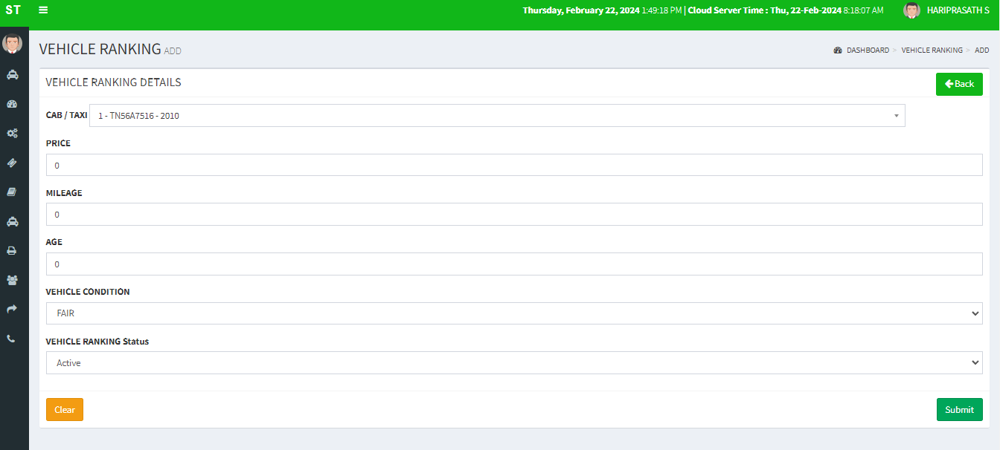 ST
Thursday, February 22, 2024 1:49:18 PM | Cloud Server Time : Thu, 22-Feb-2024 8:18:07 AM
HARIPRASATH S
VEHICLE RANKING ADD
DASHBOARD > VEHICLE RANKING > ADD
VEHICLE RANKING DETAILS
Back
CAB / TAXI 1 - TN56A7516 - 2010
PRICE
0
MILEAGE
0
AGE
0
VEHICLE CONDITION
FAIR
VEHICLE RANKING Status
Active
Clear
Submit